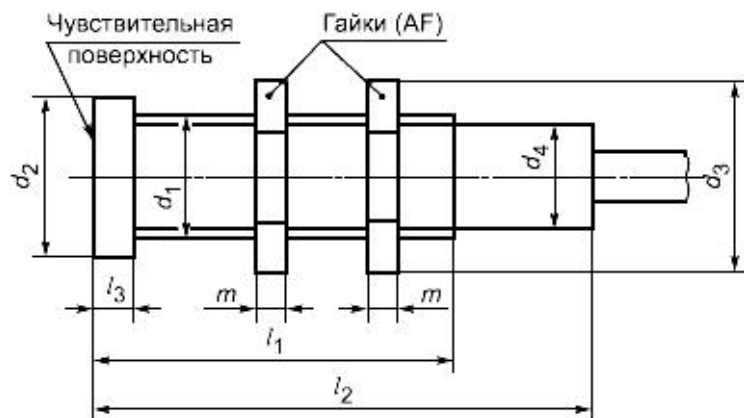 Чувствительная
поверхность
Гайки (AF)
d2
d1
d4
d3
l3
m
m
l1
l2